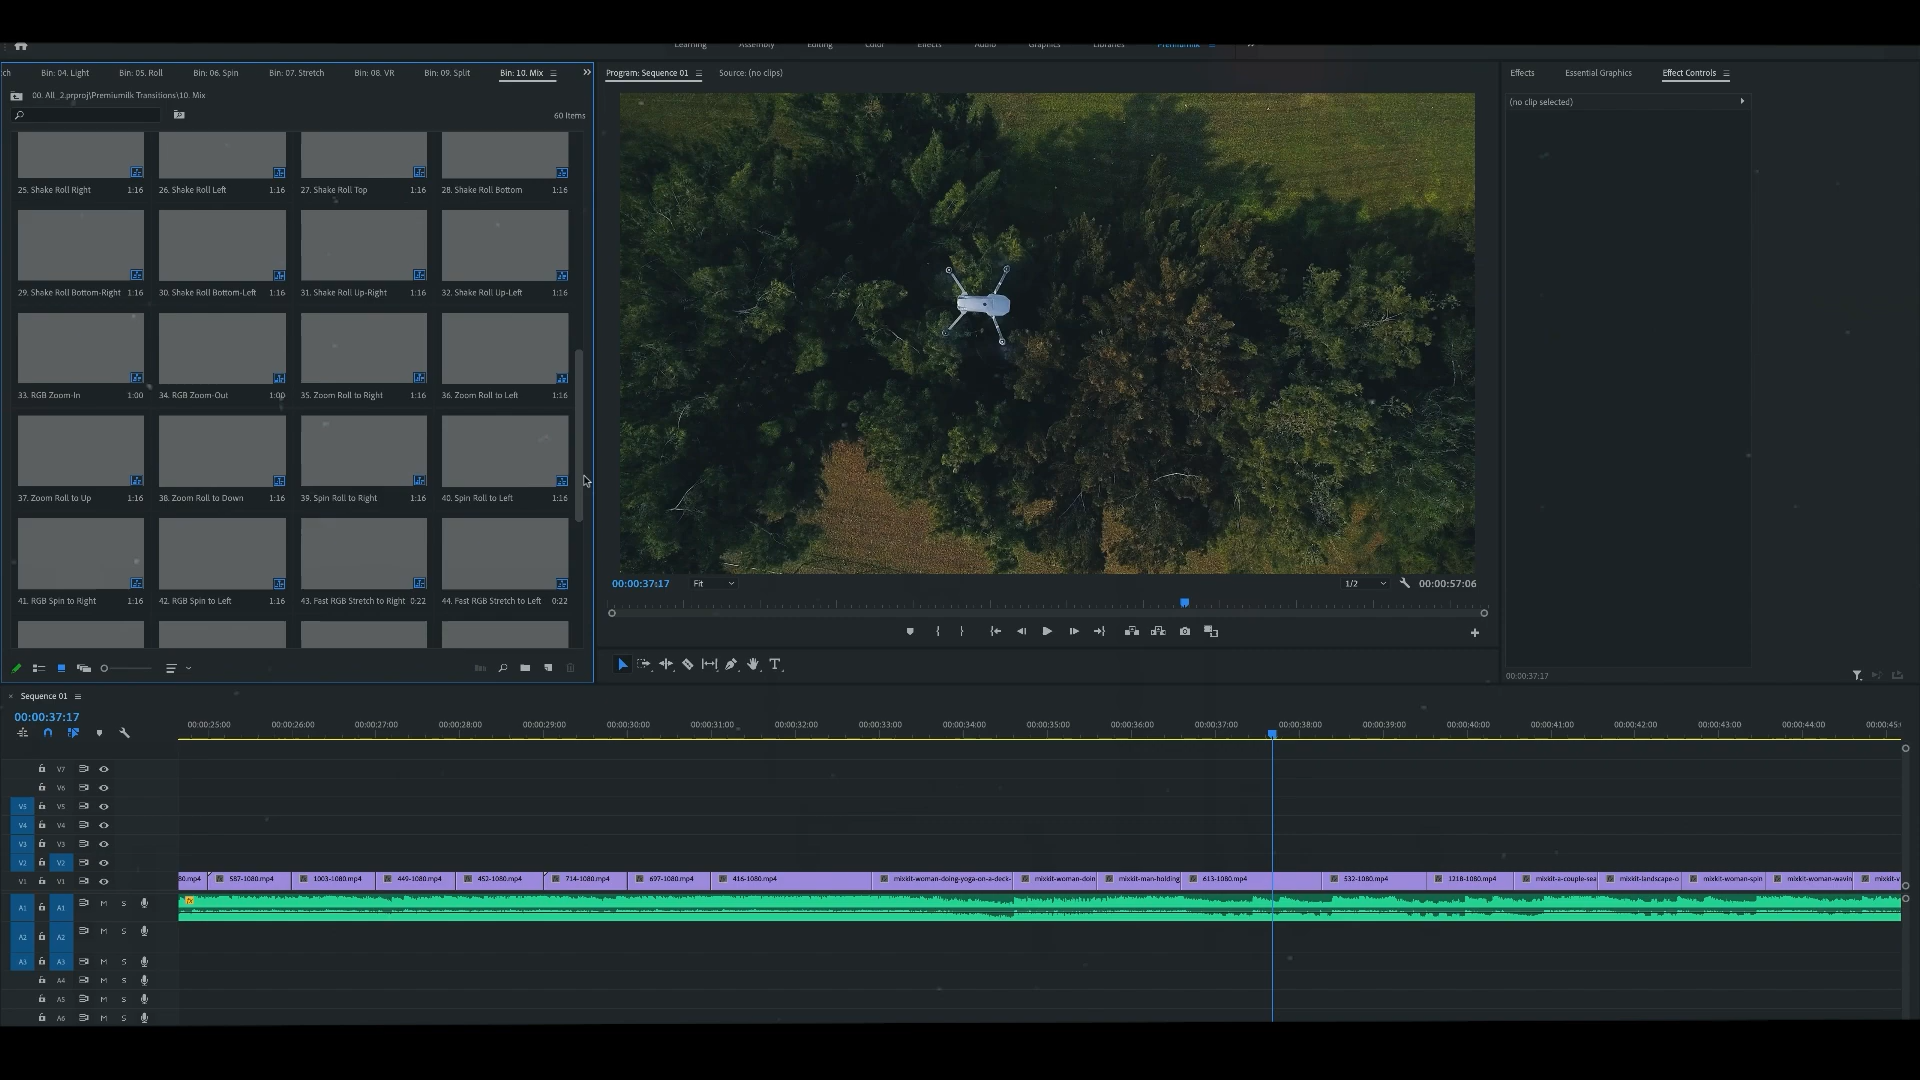 Learning Assembly Editing Color Effects Audio Graphics Libraries Premiumilk
ch Bin: 04. Light Bin: 05. Roll Bin: 06. Spin Bin: 07. Stretch Bin: 08. VR Bin: 09. Split Bin: 10. Mix
00. All_2.prproj\Premiumilk Transitions\10. Mix
60 Items
25. Shake Roll Right 1:16 26. Shake Roll Left 1:16 27. Shake Roll Top 1:16 28. Shake Roll Bottom 1:16
29. Shake Roll Bottom-Right 1:16 30. Shake Roll Bottom-Left 1:16 31. Shake Roll Up-Right 1:16 32. Shake Roll Up-Left 1:16
33. RGB Zoom-In 1:00 34. RGB Zoom-Out 1:00 35. Zoom Roll to Right 1:16 36. Zoom Roll to Left 1:16
37. Zoom Roll to Up 1:16 38. Zoom Roll to Down 1:16 39. Spin Roll to Right 1:16 40. Spin Roll to Left 1:16
41. RGB Spin to Right 1:16 42. RGB Spin to Left 1:16 43. Fast RGB Stretch to Right 0:22 44. Fast RGB Stretch to Left 0:22
Program: Sequence 01 Source: (no clips)
00:00:37:17 Fit 1/2 00:00:57:06
Effects Essential Graphics Effect Controls
(no clip selected)
00:00:37:17
Sequence 01
00:00:37:17
00:00:25:00 00:00:26:00 00:00:27:00 00:00:28:00 00:00:29:00 00:00:30:00 00:00:31:00 00:00:32:00 00:00:33:00 00:00:34:00 00:00:35:00 00:00:36:00 00:00:37:00 00:00:38:00 00:00:39:00 00:00:40:00 00:00:41:00 00:00:42:00 00:00:43:00 00:00:44:00 00:00:45:
V7
V6
V5 V5
V4 V4
V3 V3
V2 V2
V1 V1 80.mp4 587-1080.mp4 1003-1080.mp4 449-1080.mp4 452-1080.mp4 714-1080.mp4 697-1080.mp4 416-1080.mp4 mixkit-woman-doing-yoga-on-a-deck- mixkit-woman-doin mixkit-man-holding 613-1080.mp4 532-1080.mp4 1218-1080.mp4 mixkit-a-couple-sea mixkit-landscape-o mixkit-woman-spin mixkit-woman-wavin mixkit-v
A1 A1 M S fx
A2 A2 M S
A3 A3 M S
A4 M S
A5 M S
A6 M S